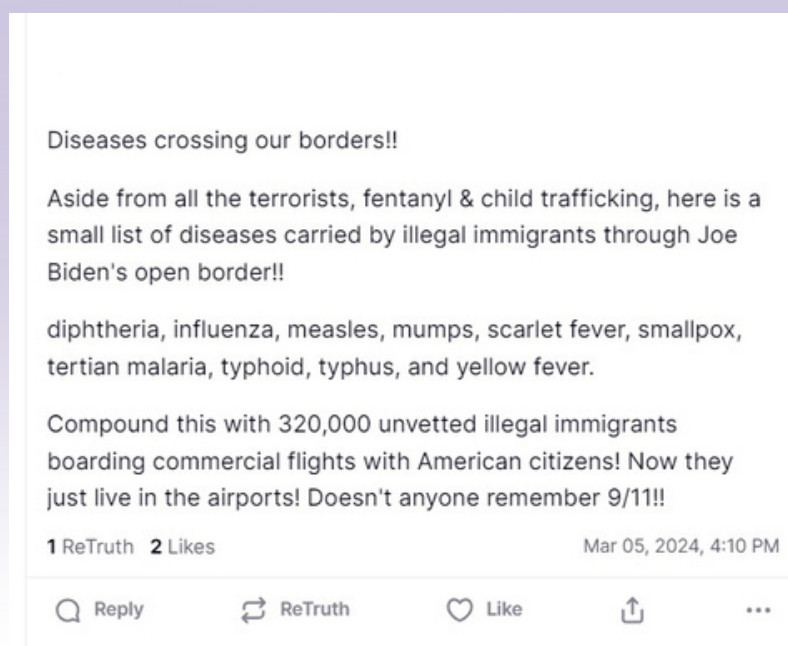 Diseases crossing our borders!!
Aside from all the terrorists, fentanyl & child trafficking, here is a
small list of diseases carried by illegal immigrants through Joe
Biden's open border!!
diphtheria, influenza, measles, mumps, scarlet fever, smallpox,
tertian malaria, typhoid, typhus, and yellow fever.
Compound this with 320,000 unvetted illegal immigrants
boarding commercial flights with American citizens! Now they
just live in the airports! Doesn't anyone remember 9/11!!
1 ReTruth 2 Likes Mar 05, 2024, 4:10 PM
Reply ReTruth Like